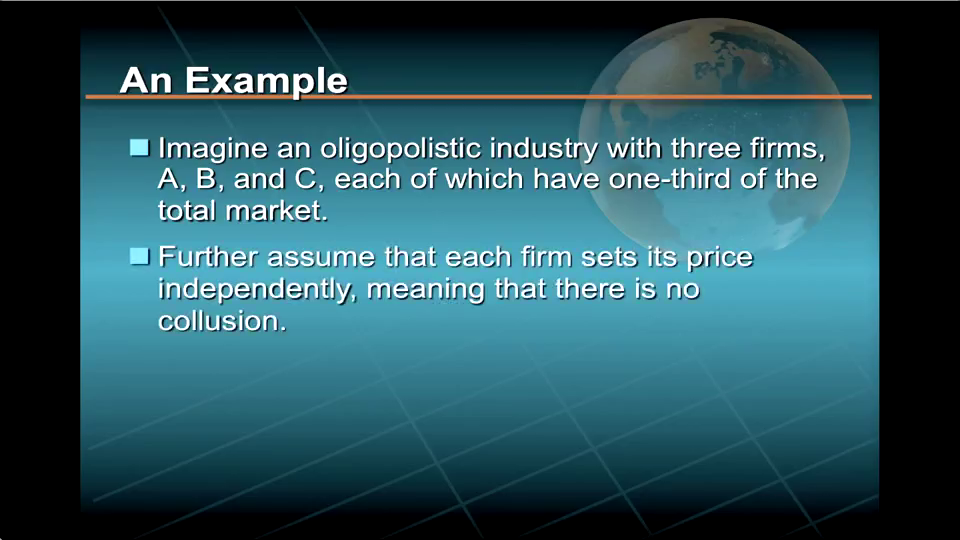 An Example
Imagine an oligopolistic industry with three firms,
A, B, and C, each of which have one-third of the
total market.
Further assume that each firm sets its price
independently, meaning that there is no
collusion.